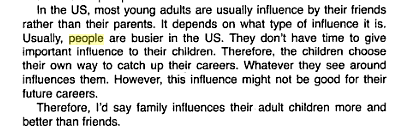 In the US, most young adults are usually influence by their friends
rather than their parents. It depends on what type of influence it is.
Usually, people are busier in the US. They don't have time to give
important influence to their children. Therefore, the children choose
their own way to catch up their careers. Whatever they see around
influences them. However, this influence might not be good for their
future careers.
Therefore, I'd say family influences their adult children more and
better than friends.